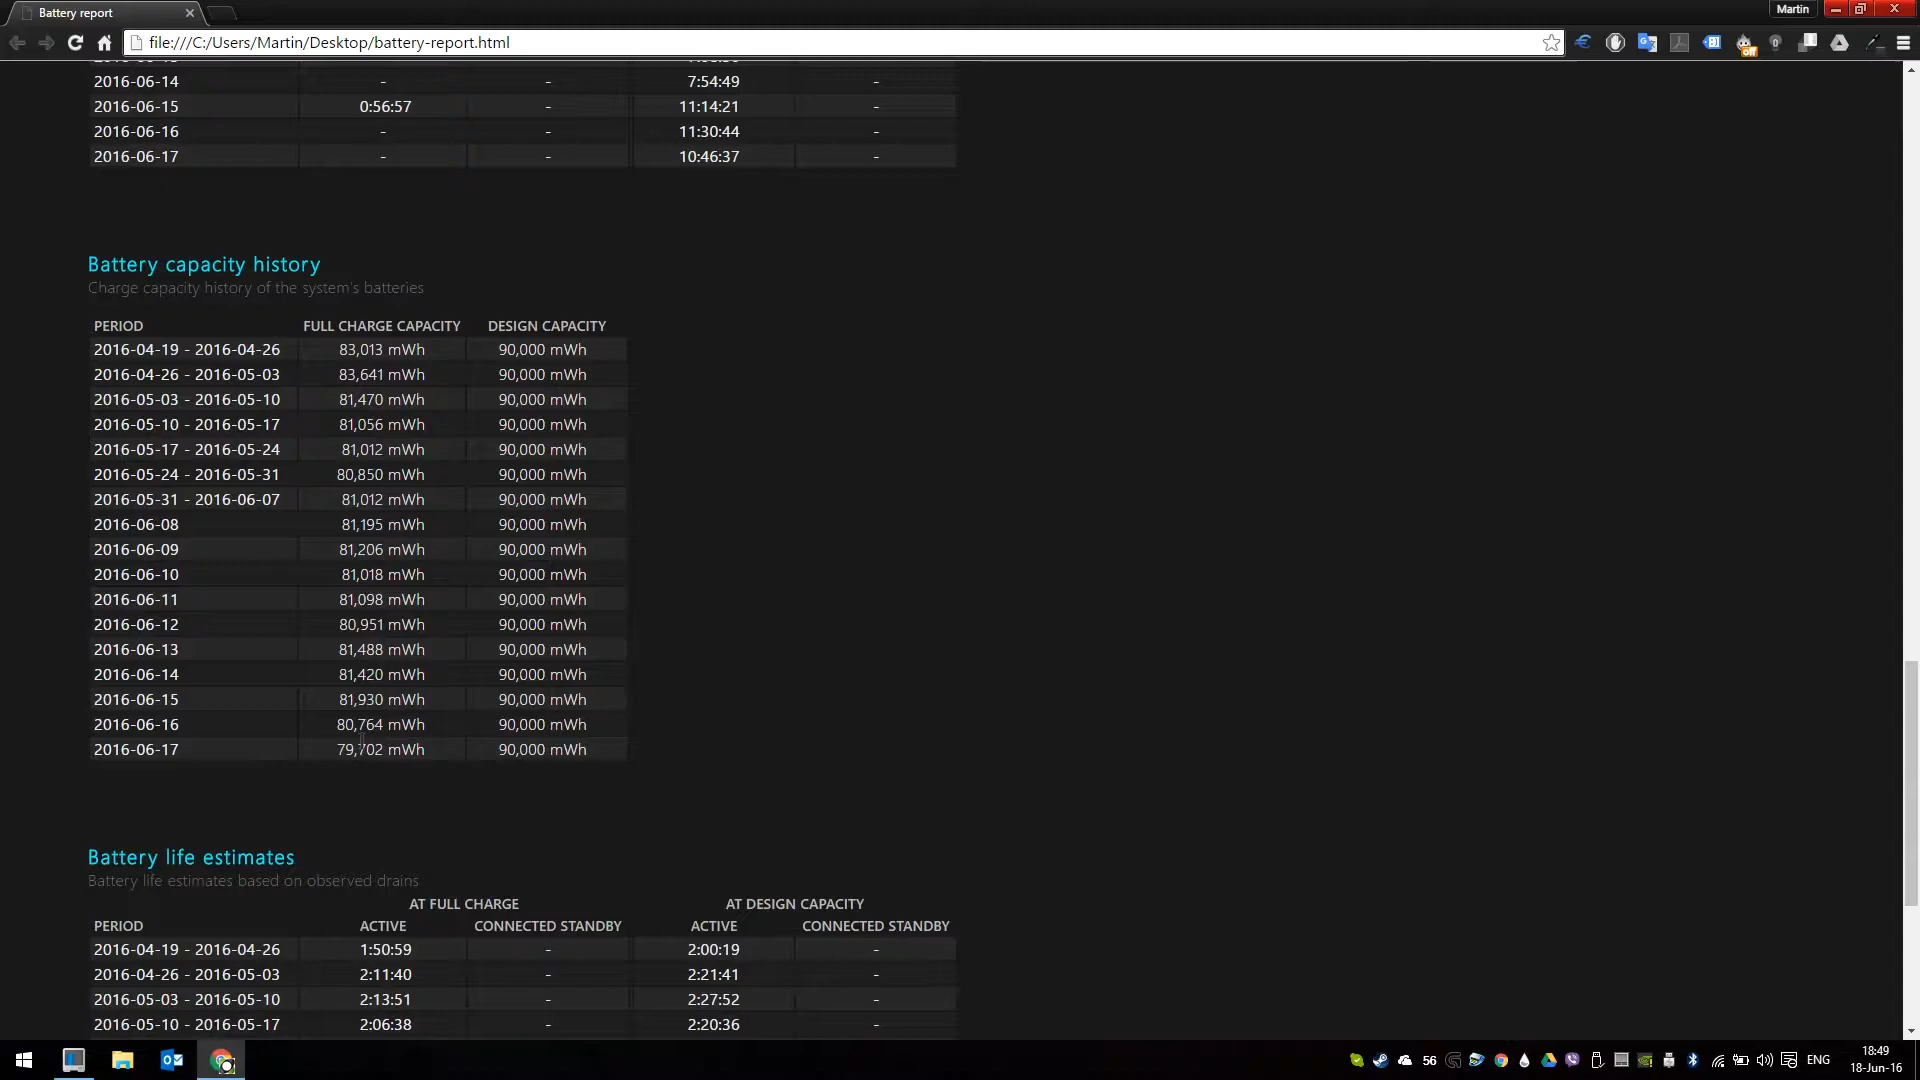 Battery report
Martin
file:///C:/Users/Martin/Desktop/battery-report.html
off
2016-06-14 - - 7:54:49 -
2016-06-15 0:56:57 - 11:14:21 -
2016-06-16 - - 11:30:44 -
2016-06-17 - - 10:46:37 -
Battery capacity history
Charge capacity history of the system's batteries
PERIOD FULL CHARGE CAPACITY DESIGN CAPACITY
2016-04-19 - 2016-04-26 83,013 mWh 90,000 mWh
2016-04-26 - 2016-05-03 83,641 mWh 90,000 mWh
2016-05-03 - 2016-05-10 81,470 mWh 90,000 mWh
2016-05-10 - 2016-05-17 81,056 mWh 90,000 mWh
2016-05-17 - 2016-05-24 81,012 mWh 90,000 mWh
2016-05-24 - 2016-05-31 80,850 mWh 90,000 mWh
2016-05-31 - 2016-06-07 81,012 mWh 90,000 mWh
2016-06-08 81,195 mWh 90,000 mWh
2016-06-09 81,206 mWh 90,000 mWh
2016-06-10 81,018 mWh 90,000 mWh
2016-06-11 81,098 mWh 90,000 mWh
2016-06-12 80,951 mWh 90,000 mWh
2016-06-13 81,488 mWh 90,000 mWh
2016-06-14 81,420 mWh 90,000 mWh
2016-06-15 81,930 mWh 90,000 mWh
2016-06-16 80,764 mWh 90,000 mWh
2016-06-17 79,702 mWh 90,000 mWh
Battery life estimates
Battery life estimates based on observed drains
AT FULL CHARGE AT DESIGN CAPACITY
PERIOD ACTIVE CONNECTED STANDBY ACTIVE CONNECTED STANDBY
2016-04-19 - 2016-04-26 1:50:59 - 2:00:19 -
2016-04-26 - 2016-05-03 2:11:40 - 2:21:41 -
2016-05-03 - 2016-05-10 2:13:51 - 2:27:52 -
2016-05-10 - 2016-05-17 2:06:38 - 2:20:36 -
56
ENG
18:49
18-Jun-16